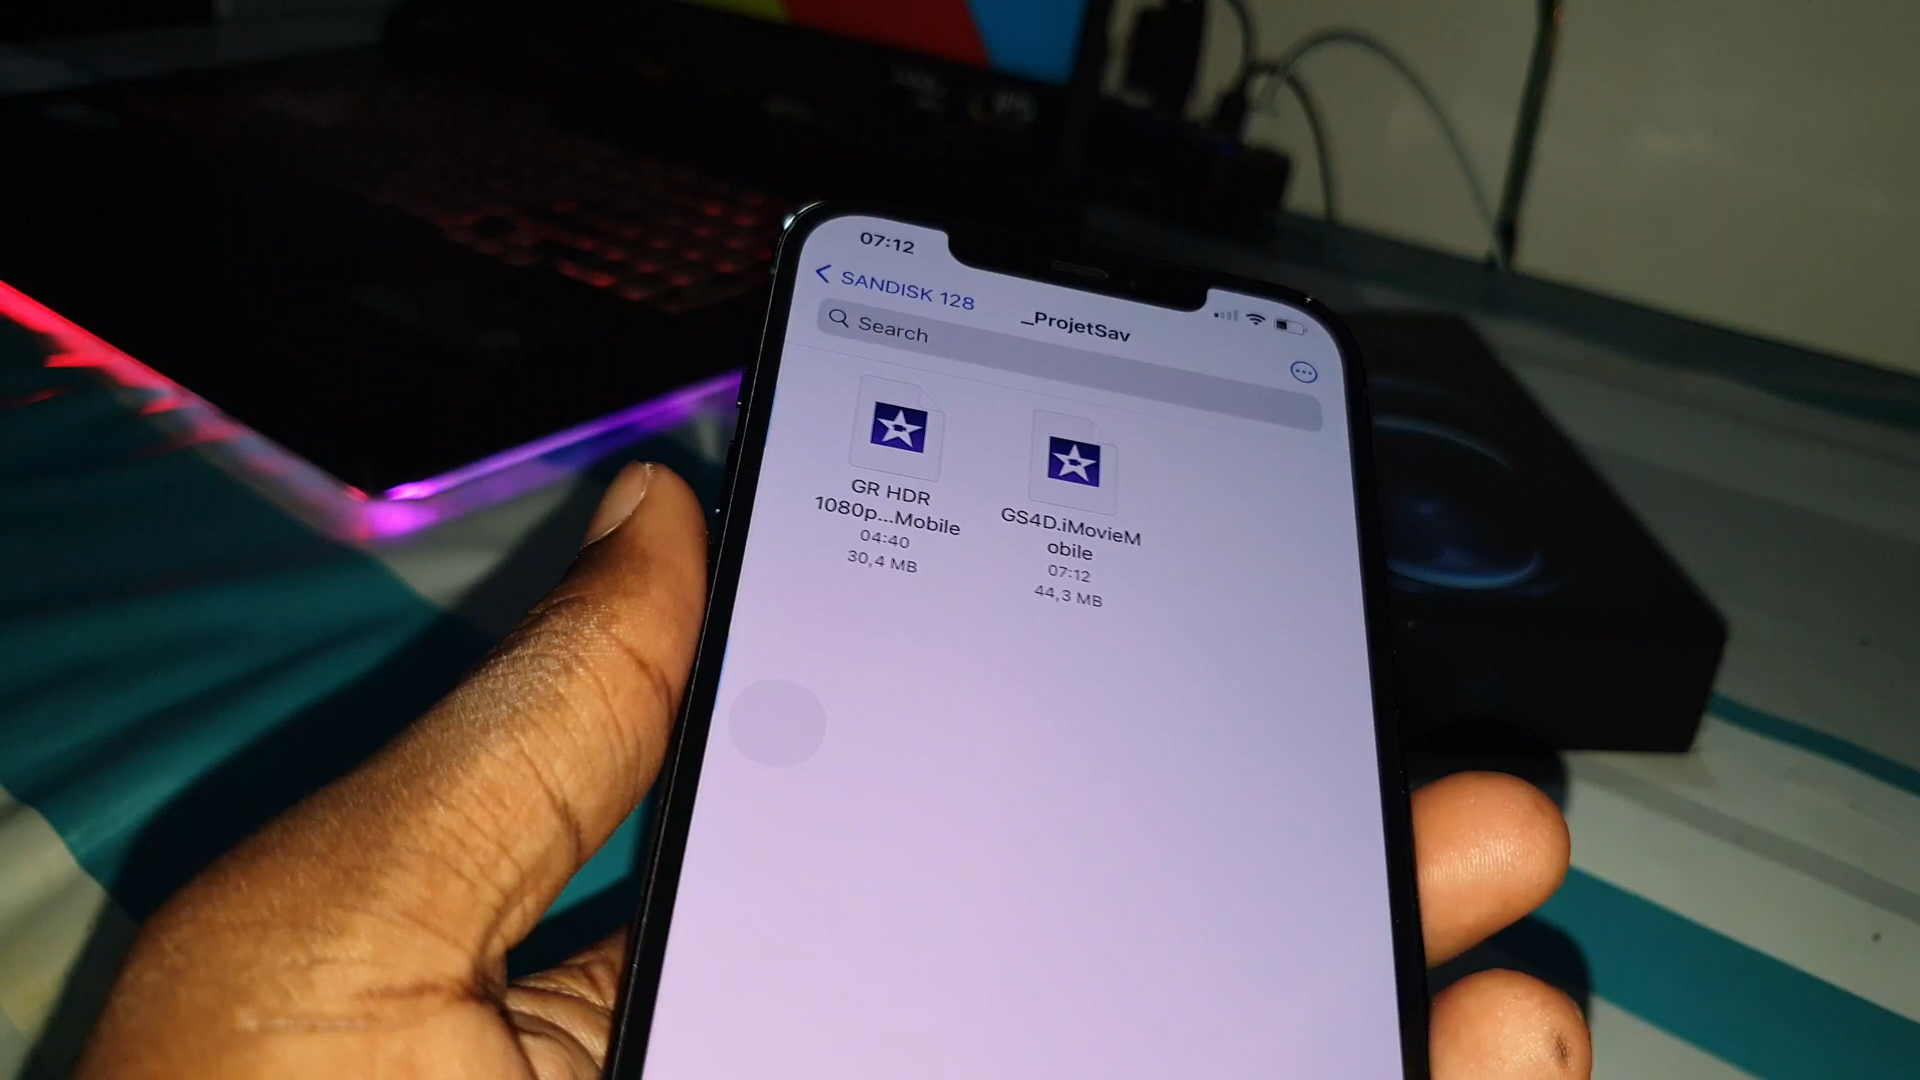 07:12
SANDISK 128
_ProjetSav
Search
GR HDR
1080p...Mobile
04:40
30,4 MB
GS4D.iMovieM
obile
07:12
44,3 MB